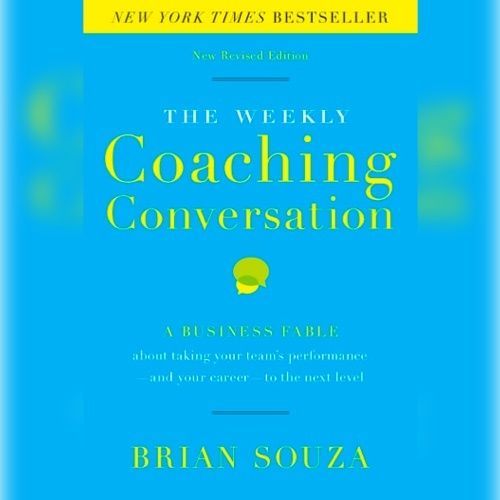 NEW YORK TIMES BESTSELLER
New Revised Edition
THE WEEKLY
Coaching
Conversation
A BUSINESS FABLE
about taking your team's performance
—and your career—to the next level
BRIAN SOUZA